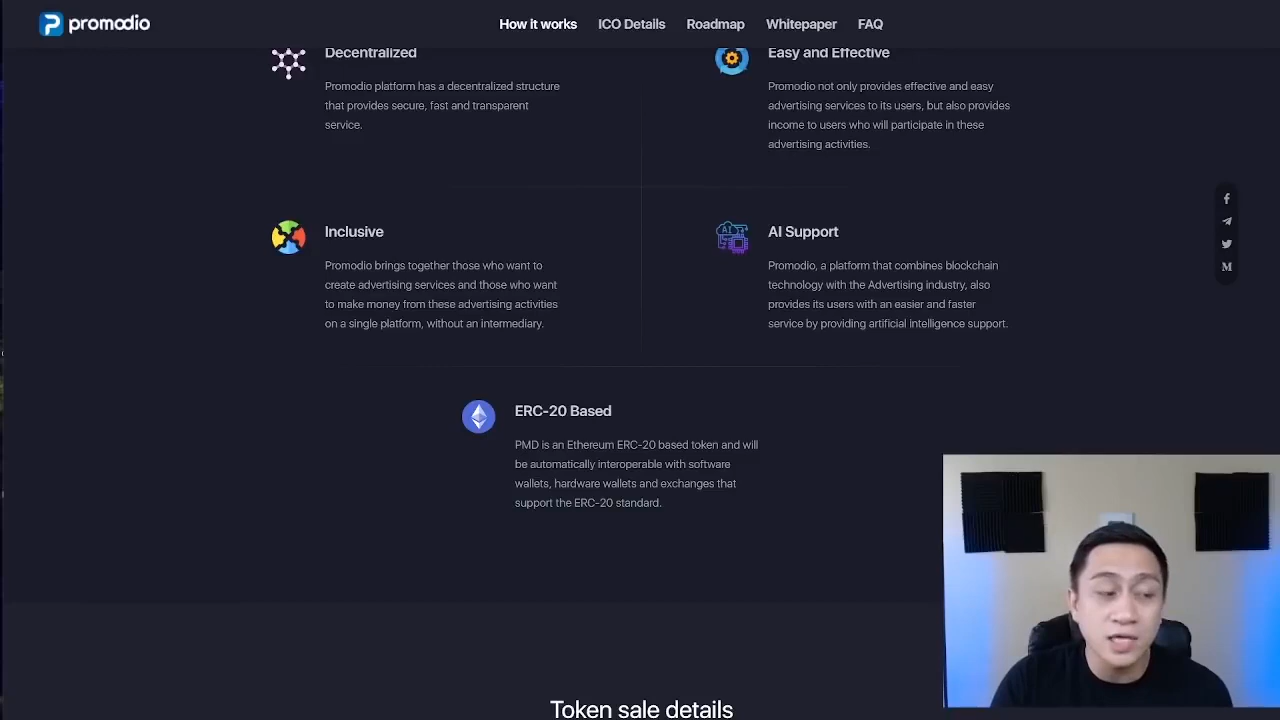 promodio
How it works
ICO Details
Roadmap
Whitepaper
FAQ
Decentralized
Promodio platform has a decentralized structure
that provides secure, fast and transparent
service.
Easy and Effective
Promodio not only provides effective and easy
advertising services to its users, but also provides
income to users who will participate in these
advertising activities.
Inclusive
Promodio brings together those who want to
create advertising services and those who want
to make money from these advertising activities
on a single platform, without an intermediary.
AI
AI Support
Promodio, a platform that combines blockchain
technology with the Advertising industry, also
provides its users with an easier and faster
service by providing artificial intelligence support.
ERC-20 Based
PMD is an Ethereum ERC-20 based token and will
be automatically interoperable with software
wallets, hardware wallets and exchanges that
support the ERC-20 standard.
Token sale details